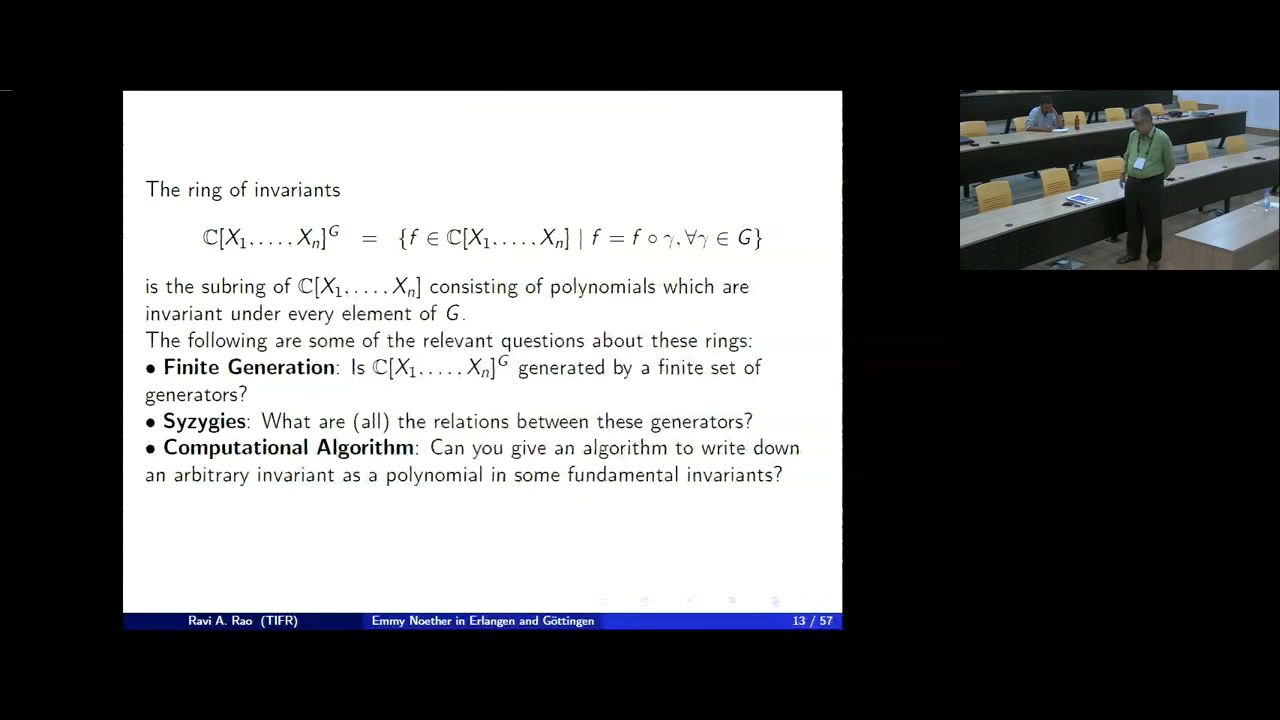 The ring of invariants
ℂ[X₁, . . . , Xₙ]ᴳ = {f ∈ ℂ[X₁, . . . , Xₙ] | f = f ∘ γ, ∀γ ∈ G}
is the subring of ℂ[X₁, . . . , Xₙ] consisting of polynomials which are
invariant under every element of G.
The following are some of the relevant questions about these rings:
• Finite Generation: Is ℂ[X₁, . . . , Xₙ]ᴳ generated by a finite set of
generators?
• Syzygies: What are (all) the relations between these generators?
• Computational Algorithm: Can you give an algorithm to write down
an arbitrary invariant as a polynomial in some fundamental invariants?
Ravi A. Rao (TIFR) Emmy Noether in Erlangen and Göttingen 13 / 57